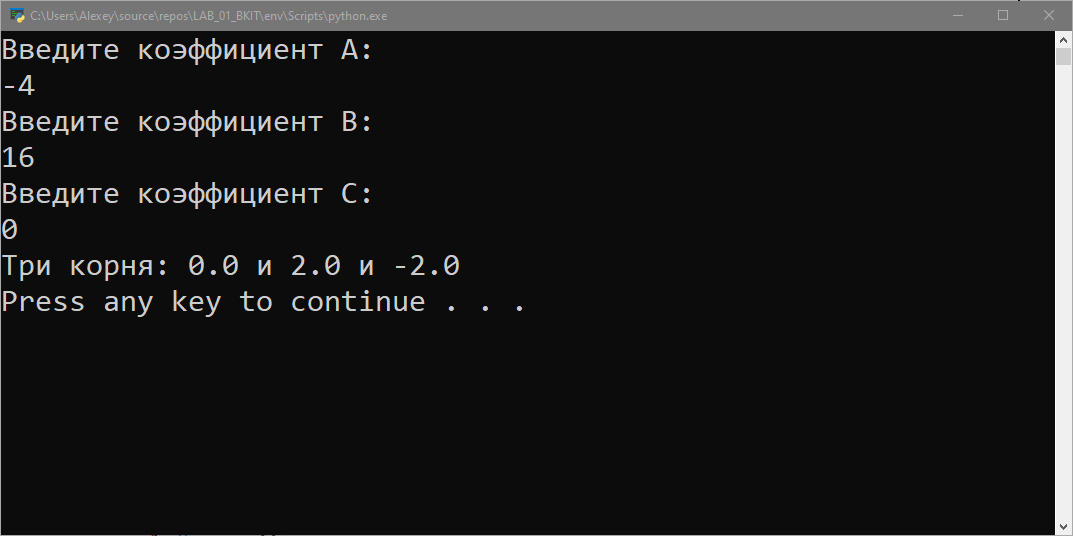 C:\Users\Alexey\source\repos\LAB_01_BKIT\env\Scripts\python.exe
Введите коэффициент A:
-4
Введите коэффициент B:
16
Введите коэффициент C:
0
Три корня: 0.0 и 2.0 и -2.0
Press any key to continue . . .